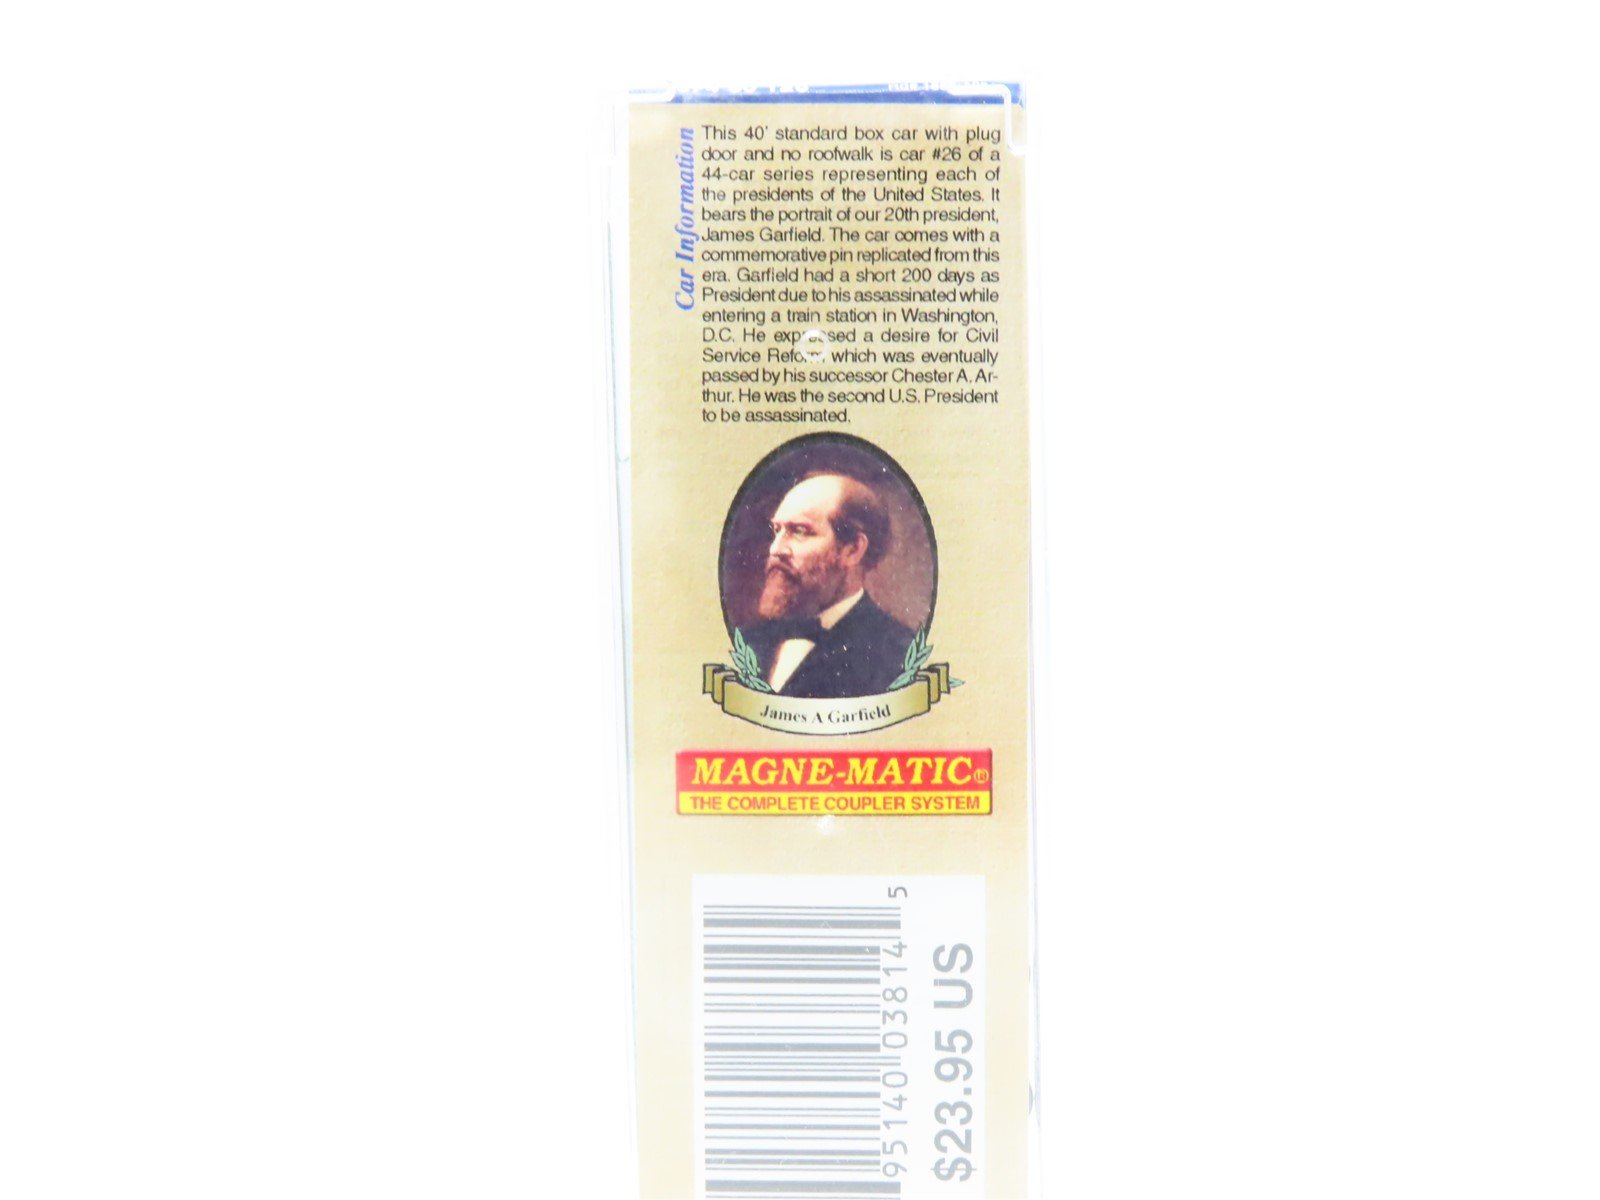 Car Information
This 40' standard box car with plug
door and no roofwalk is car #26 of a
44-car series representing each of
the presidents of the United States. It
bears the portrait of our 20th president,
James Garfield. The car comes with a
commemorative pin replicated from this
era. Garfield had a short 200 days as
President due to his assassinated while
entering a train station in Washington,
D.C. He expressed a desire for Civil
Service Reform, which was eventually
passed by his successor Chester A. Ar-
thur. He was the second U.S. President
to be assassinated.
James A Garfield
MAGNE-MATIC®
THE COMPLETE COUPLER SYSTEM
95140 03814 5
$23.95 US